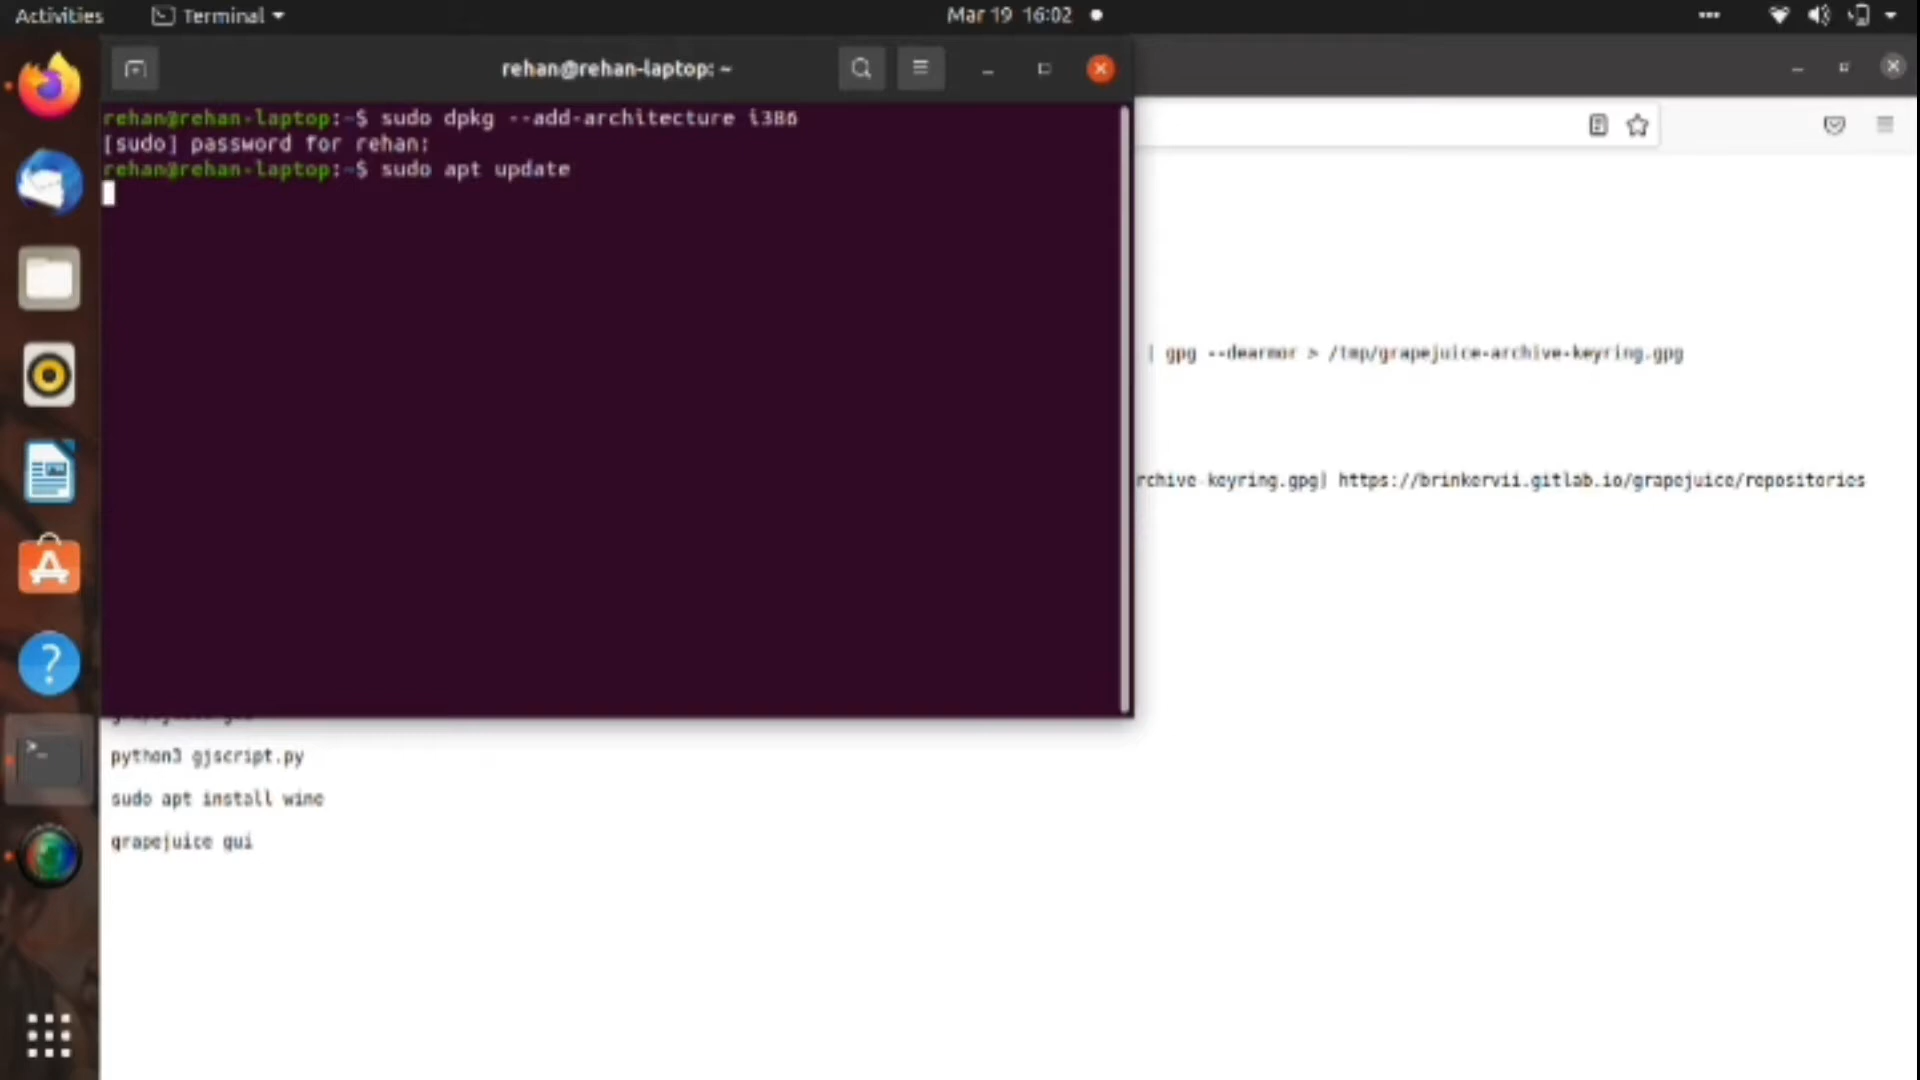 Activities
Terminal
Mar 19 16:02
rehan@rehan-laptop: ~
rehan@rehan-laptop:~$ sudo dpkg --add-architecture i386
[sudo] password for rehan:
rehan@rehan-laptop:~$ sudo apt update
| gpg --dearmor > /tmp/grapejuice-archive-keyring.gpg
rchive-keyring.gpg] https://brinkervii.gitlab.io/grapejuice/repositories
python3 gjscript.py
sudo apt install wine
grapejuice gui